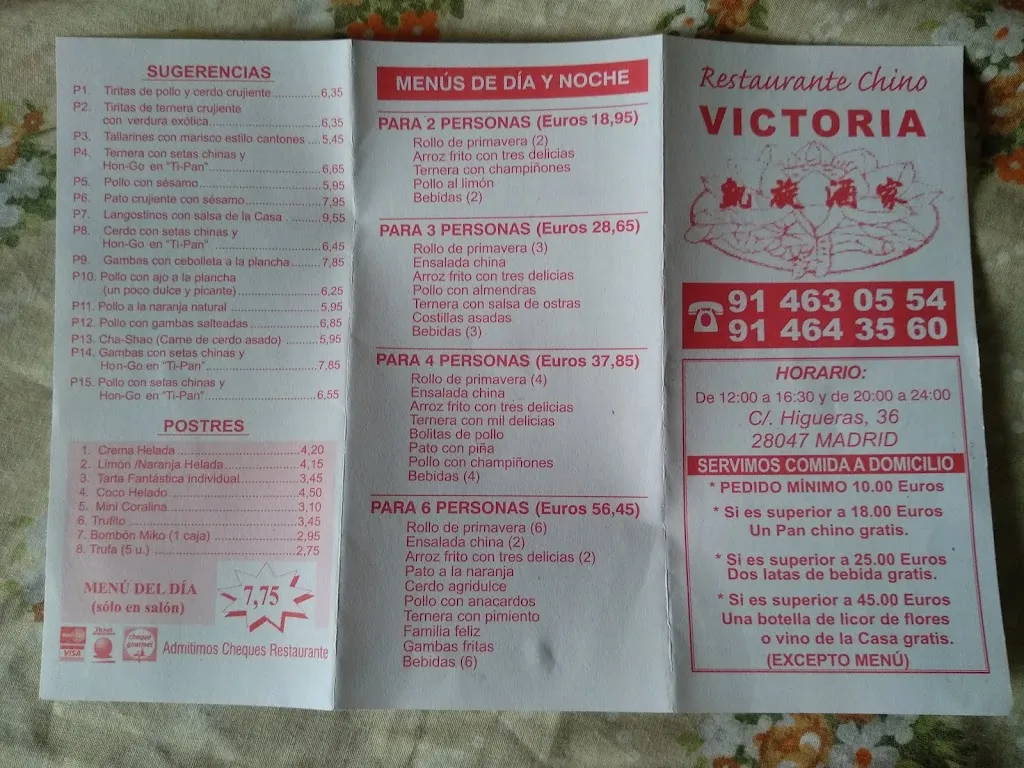 SUGERENCIAS
P1. Tiritas de pollo y cerdo crujiente 6,35
P2. Tiritas de ternera crujiente
con verdura exólica 6,35
P3. Tallarines con marisco estilo cantones 5,45
P4. Ternera con setas chinas y
Hon-Go en "Ti-Pan" 6,65
P5. Pollo con sésamo 5,95
P6. Pato crujiente con sésamo 7,95
P7. Langostinos con salsa de la Casa 9,55
P8. Cerdo con setas chinas y
Hon-Go en "Ti-Pan" 6,45
P9. Gambas con cebolleta a la plancha 7,85
P10. Pollo con ajo a la plancha
(un poco dulce y picante) 6,25
P11. Pollo a la naranja natural 5,95
P12. Pollo con gambas salteadas 6,85
P13. Cha-Shao (Carne de cerdo asado) 5,95
P14. Gambas con setas chinas y
Hon-Go en "Ti-Pan" 7,85
P15. Pollo con setas chinas y
Hon-Go en "Ti-Pan" 6,55
POSTRES
1. Crema Helada 4,20
2. Limón /Naranja Helada 4,15
3. Tarta Fantástica individual 3,45
4. Coco Helado 4,50
5. Mini Coralina 3,10
6. Trufito 3,45
7. Bombón Miko (1 caja) 2,95
8. Trufa (5 u.) 2,75
MENÚ DEL DÍA
(sólo en salón)
7,75
VISA
cheque
gourmet
Admitimos Cheques Restaurante
MENÚS DE DÍA Y NOCHE
PARA 2 PERSONAS (Euros 18,95)
Rollo de primavera (2)
Arroz frito con tres delicias
Ternera con champiñones
Pollo al limón
Bebidas (2)
PARA 3 PERSONAS (Euros 28,65)
Rollo de primavera (3)
Ensalada china
Arroz frito con tres delicias
Pollo con almendras
Ternera con salsa de ostras
Costillas asadas
Bebidas (3)
PARA 4 PERSONAS (Euros 37,85)
Rollo de primavera (4)
Ensalada china
Arroz frito con tres delicias
Ternera con mil delicias
Bolitas de pollo
Pato con piña
Pollo con champiñones
Bebidas (4)
PARA 6 PERSONAS (Euros 56,45)
Rollo de primavera (6)
Ensalada china (2)
Arroz frito con tres delicias (2)
Pato a la naranja
Cerdo agridulce
Pollo con anacardos
Ternera con pimiento
Familia feliz
Gambas fritas
Bebidas (6)
Restaurante Chino
VICTORIA
凱旋酒家
91 463 05 54
91 464 35 60
HORARIO:
De 12:00 a 16:30 y de 20:00 a 24:00
C/. Higueras, 36
28047 MADRID
SERVIMOS COMIDA A DOMICILIO
* PEDIDO MÍNIMO 10.00 Euros
* Si es superior a 18.00 Euros
Un Pan chino gratis.
* Si es superior a 25.00 Euros
Dos latas de bebida gratis.
* Si es superior a 45.00 Euros
Una botella de licor de flores
o vino de la Casa gratis.
(EXCEPTO MENÚ)